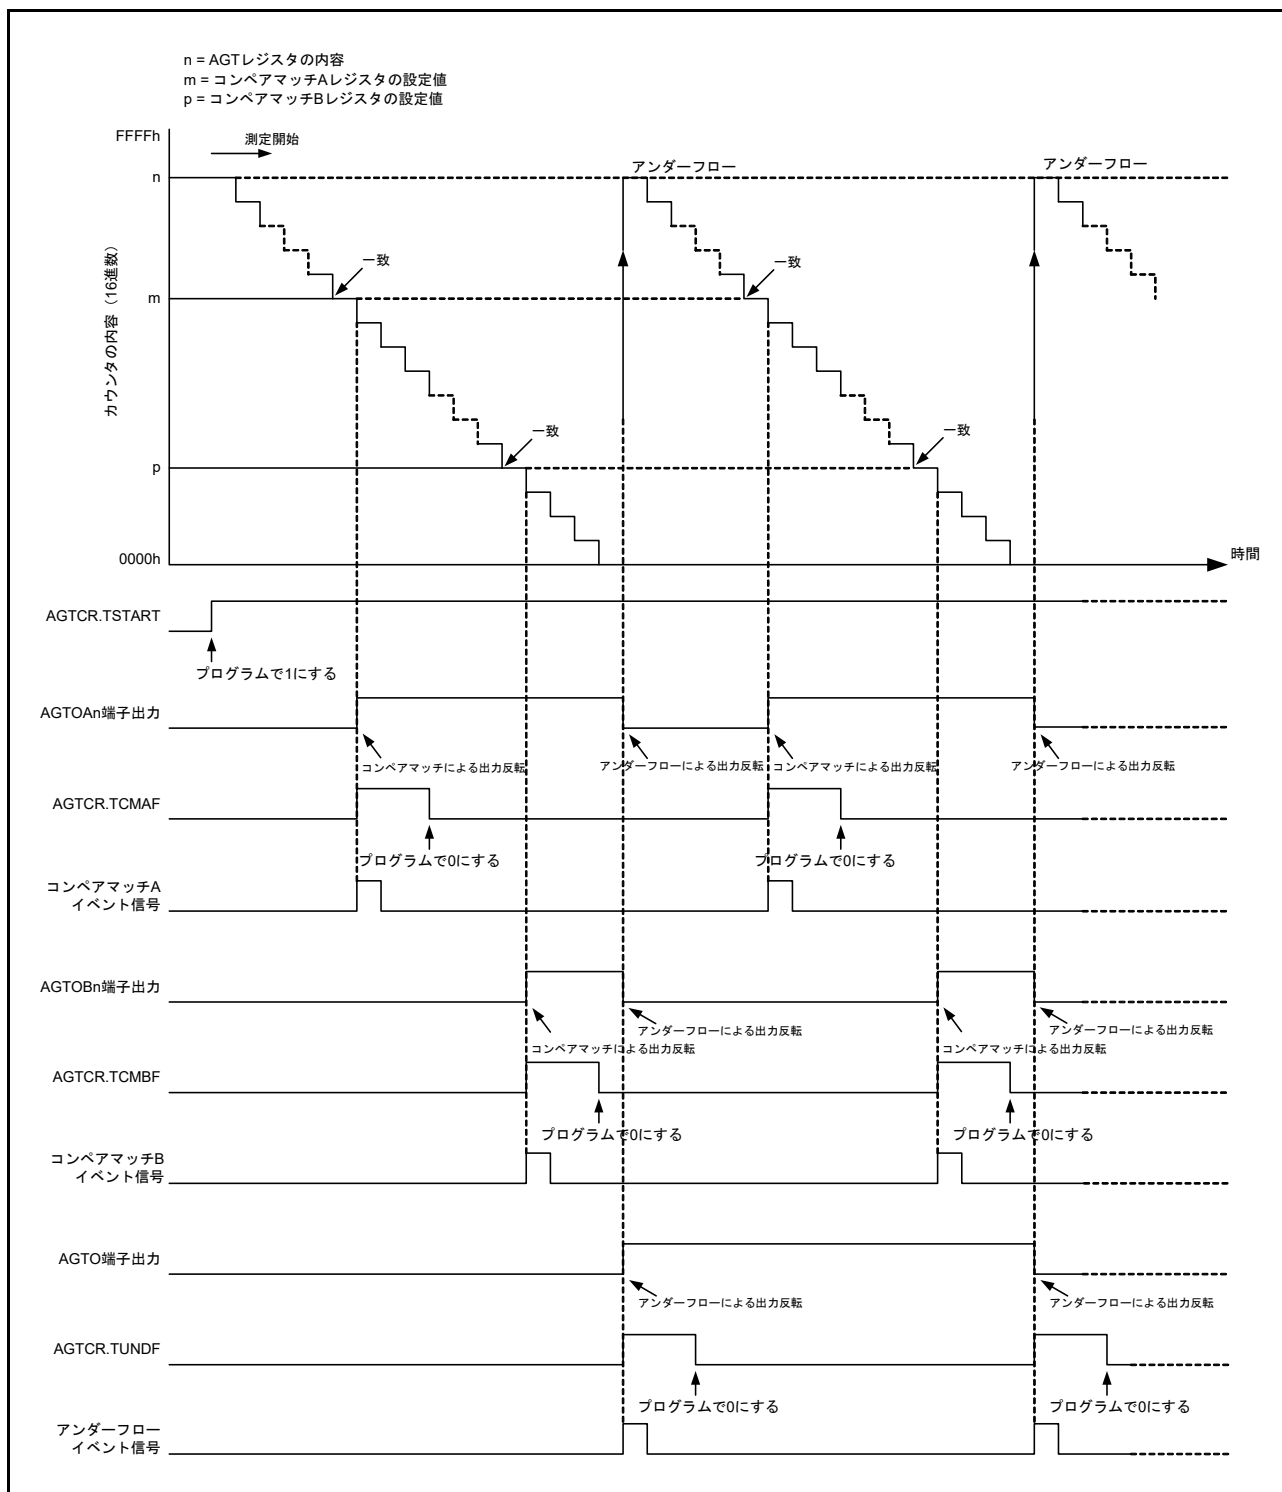 n = AGTレジスタの内容
m = コンペアマッチAレジスタの設定値
p = コンペアマッチBレジスタの設定値
FFFFh
測定開始
アンダーフロー
アンダーフロー
n
一致
一致
m
カウンタの内容（16進数）
一致
一致
p
0000h
時間
AGTCR.TSTART
プログラムで1にする
AGTOAn端子出力
コンペアマッチによる出力反転
アンダーフローによる出力反転
コンペアマッチによる出力反転
アンダーフローによる出力反転
AGTCR.TCMAF
プログラムで0にする
プログラムで0にする
コンペアマッチA
イベント信号
AGTOBn端子出力
アンダーフローによる出力反転
アンダーフローによる出力反転
コンペアマッチによる出力反転
コンペアマッチによる出力反転
AGTCR.TCMBF
プログラムで0にする
プログラムで0にする
コンペアマッチB
イベント信号
AGTO端子出力
アンダーフローによる出力反転
アンダーフローによる出力反転
AGTCR.TUNDF
プログラムで0にする
プログラムで0にする
アンダーフロー
イベント信号